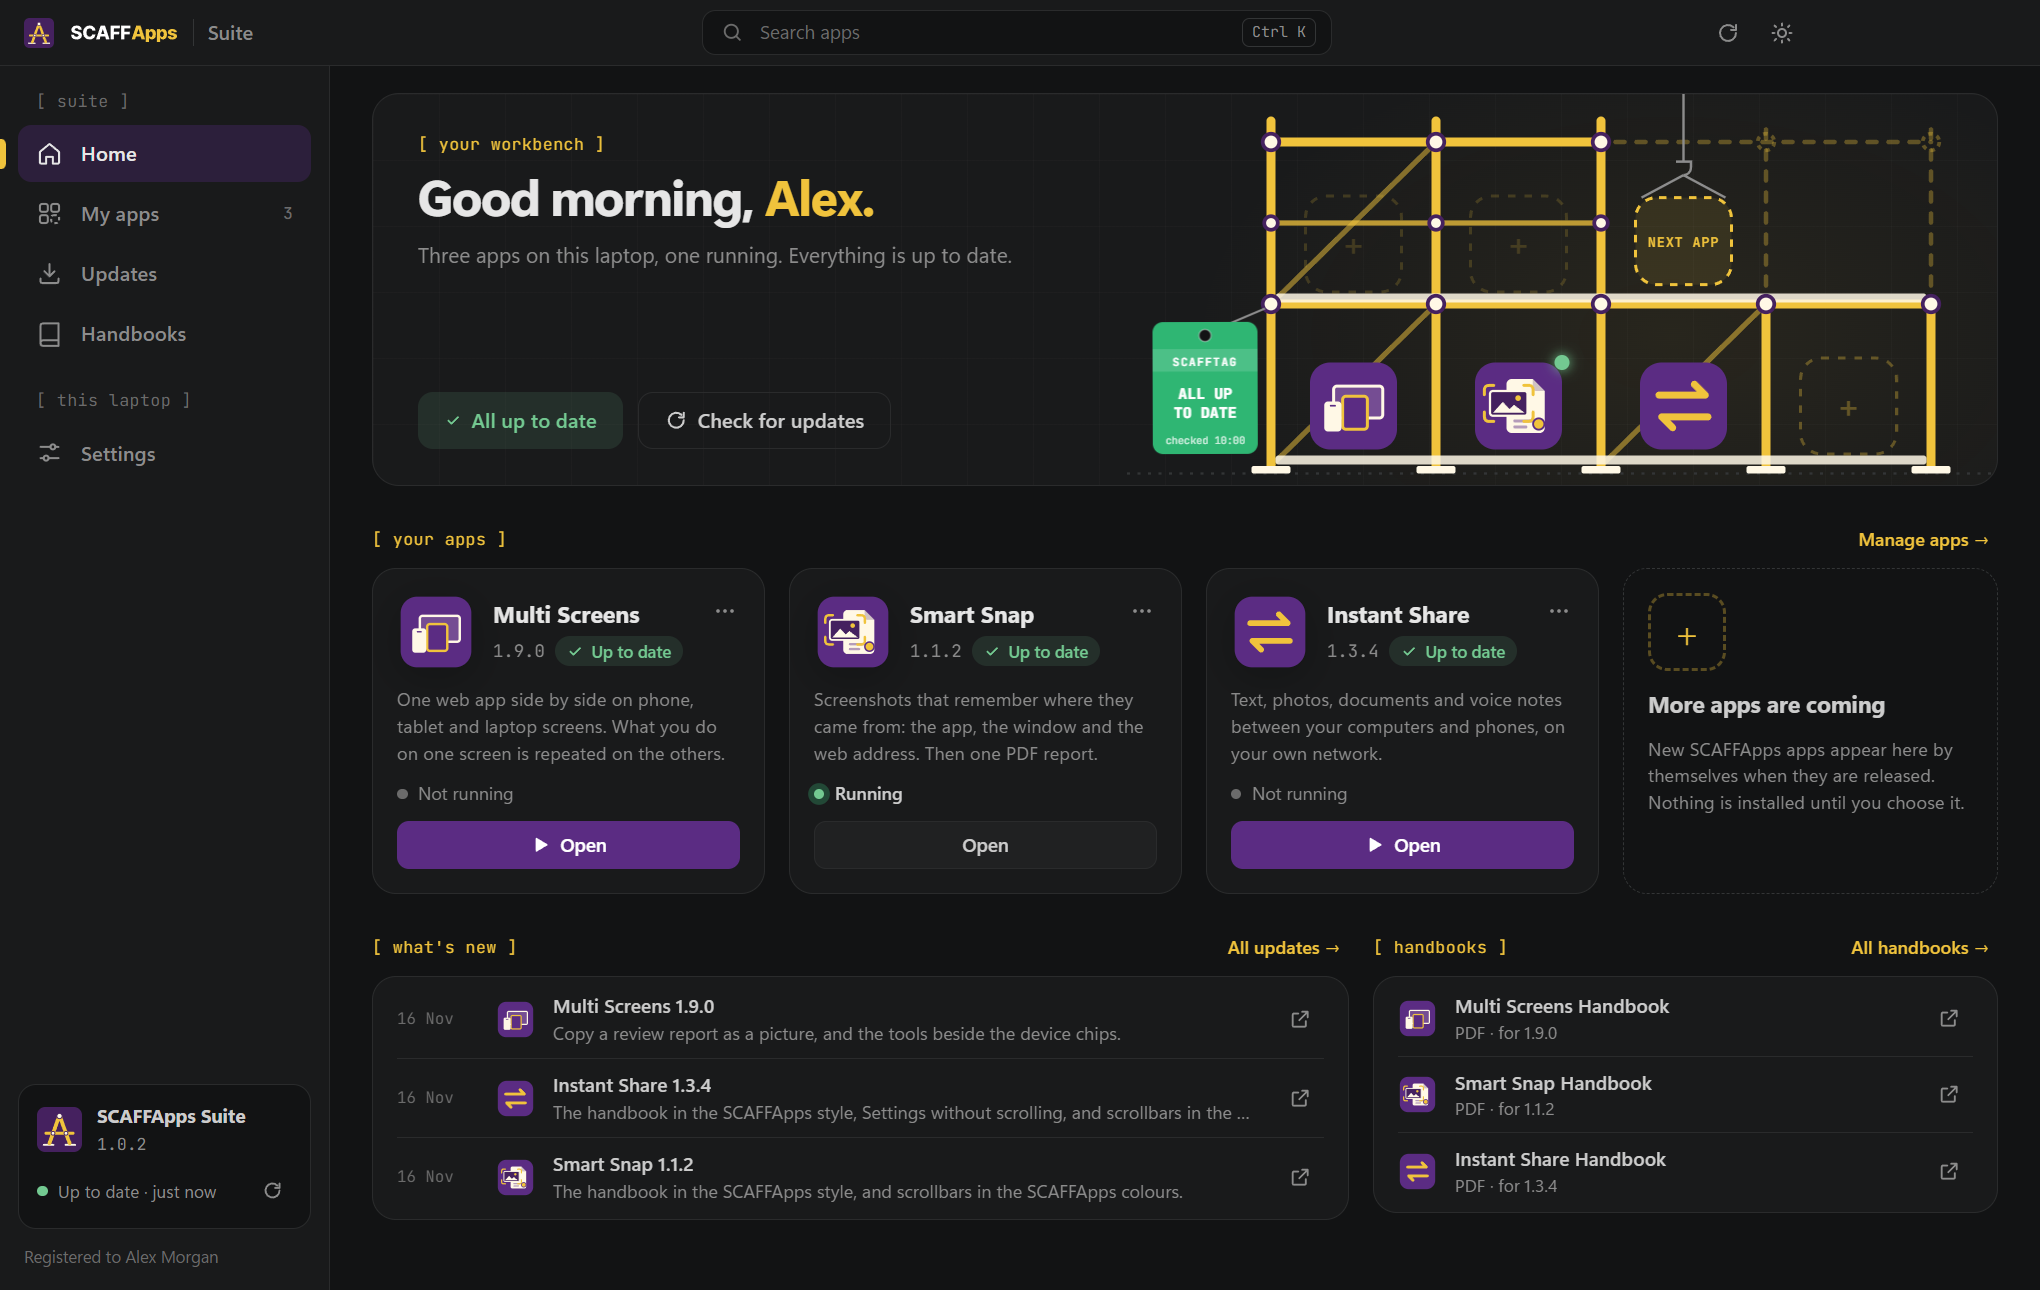 SCAFFApps
Suite
Search apps
Ctrl K
[ suite ]
Home
My apps
3
Updates
Handbooks
[ this laptop ]
Settings
SCAFFApps Suite
1.0.2
Up to date · just now
Registered to Alex Morgan
[ your workbench ]
Good morning, Alex.
Three apps on this laptop, one running. Everything is up to date.
All up to date
Check for updates
NEXT APP
SCAFFTAG
ALL UP
TO DATE
checked 10:00
[ your apps ]
Manage apps →
Multi Screens
1.9.0
Up to date
One web app side by side on phone,
tablet and laptop screens. What you do
on one screen is repeated on the others.
Not running
Open
Smart Snap
1.1.2
Up to date
Screenshots that remember where they
came from: the app, the window and the
web address. Then one PDF report.
Running
Open
Instant Share
1.3.4
Up to date
Text, photos, documents and voice notes
between your computers and phones, on
your own network.
Not running
Open
More apps are coming
New SCAFFApps apps appear here by
themselves when they are released.
Nothing is installed until you choose it.
[ what's new ]
All updates →
16 Nov
Multi Screens 1.9.0
Copy a review report as a picture, and the tools beside the device chips.
16 Nov
Instant Share 1.3.4
The handbook in the SCAFFApps style, Settings without scrolling, and scrollbars in the ...
16 Nov
Smart Snap 1.1.2
The handbook in the SCAFFApps style, and scrollbars in the SCAFFApps colours.
[ handbooks ]
All handbooks →
Multi Screens Handbook
PDF · for 1.9.0
Smart Snap Handbook
PDF · for 1.1.2
Instant Share Handbook
PDF · for 1.3.4